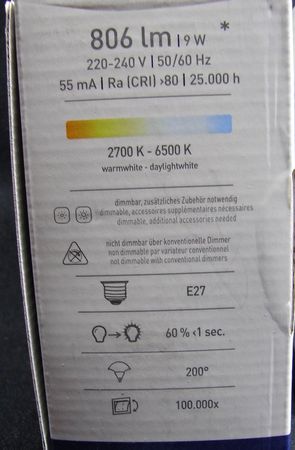 806 lm | 9 W *
220-240 V | 50/60 Hz
55 mA | Ra (CRI) >80 | 25.000 h
2700 K - 6500 K
warmwhite - daylightwhite
dimmbar, zusätzliches Zubehör notwendig
dimmable, accessoires supplémentaires nécessaires
dimmable, additional accessories needed
nicht dimmbar über konventionelle Dimmer
non dimmable par variateur conventionnel
not dimmable with conventional dimmers
E27
60 % <1 sec.
200°
100.000x